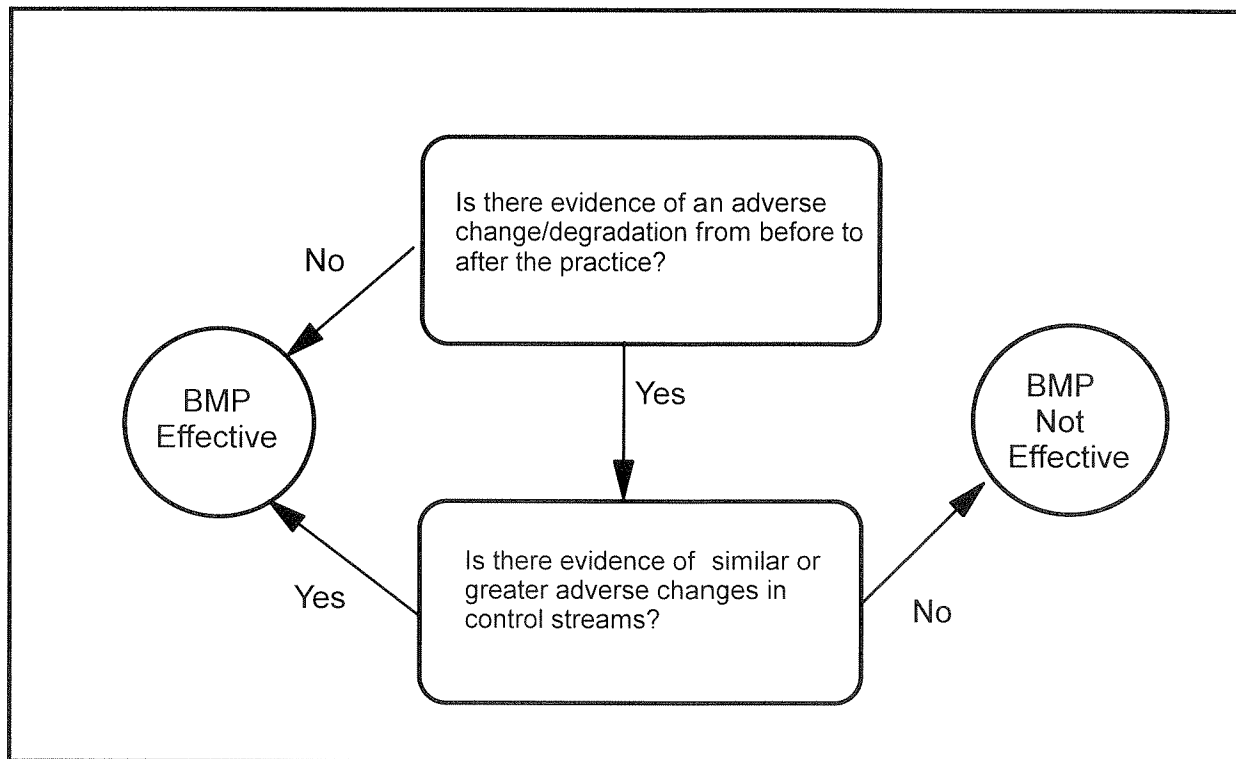 Is there evidence of an adverse
change/degradation from before to
after the practice?
No
BMP
Effective
Yes
BMP
Not
Effective
Is there evidence of similar or
greater adverse changes in
control streams?
Yes
No